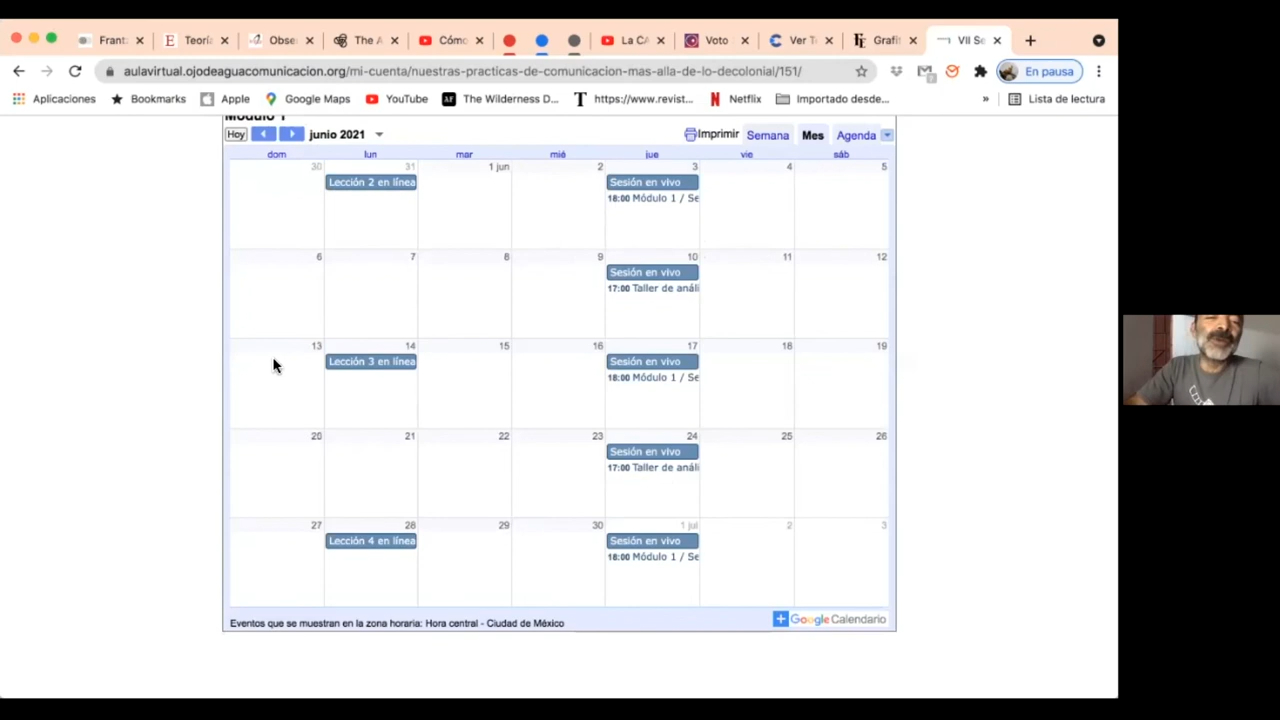 Frant:
Teoría
Obse
The A
Cómo
La CA
Voto
Ver T
Grafit
VII Se
aulavirtual.ojodeaguacomunicacion.org/mi-cuenta/nuestras-practicas-de-comunicacion-mas-alla-de-lo-decolonial/151/
En pausa
Aplicaciones
Bookmarks
Apple
Google Maps
YouTube
The Wilderness D...
https://www.revist...
Netflix
Importado desde...
»
Lista de lectura
Módulo 1
Hoy
junio 2021
Imprimir
Semana
Mes
Agenda
dom lun mar mié jue vie sáb
30 31 1 jun 2 3 4 5
Lección 2 en línea
Sesión en vivo
18:00 Módulo 1 / Se
6 7 8 9 10 11 12
Sesión en vivo
17:00 Taller de análi
13 14 15 16 17 18 19
Lección 3 en línea
Sesión en vivo
18:00 Módulo 1 / Se
20 21 22 23 24 25 26
Sesión en vivo
17:00 Taller de análi
27 28 29 30 1 jul 2 3
Lección 4 en línea
Sesión en vivo
18:00 Módulo 1 / Se
Eventos que se muestran en la zona horaria: Hora central - Ciudad de México
Google Calendario